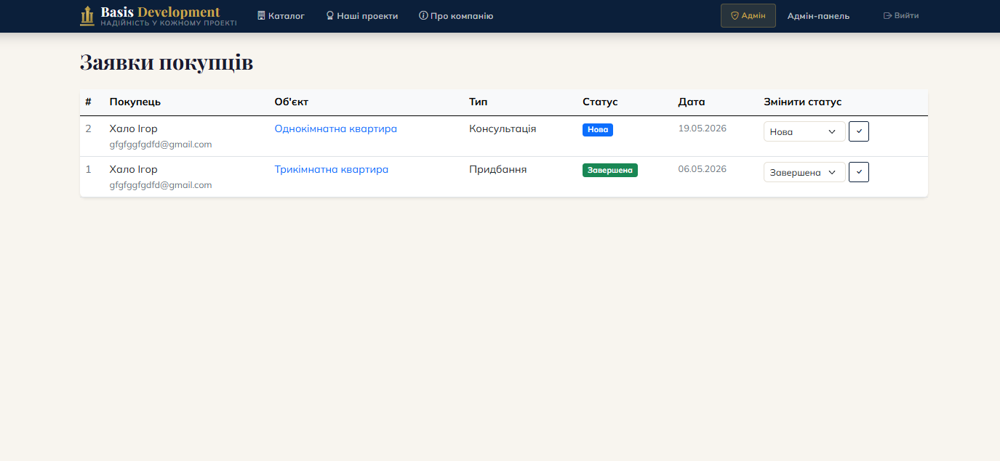 Basis Development
НАДІЙНІСТЬ У КОЖНОМУ ПРОЕКТІ
Каталог
Наші проекти
Про компанію
Адмін
Адмін-панель
Вийти
Заявки покупців
# Покупець Об'єкт Тип Статус Дата Змінити статус
2 Хало Ігор Однокімнатна квартира Консультація Нова 19.05.2026 Нова
gfgfggfgdfd@gmail.com
1 Хало Ігор Трикімнатна квартира Придбання Завершена 06.05.2026 Завершена
gfgfggfgdfd@gmail.com